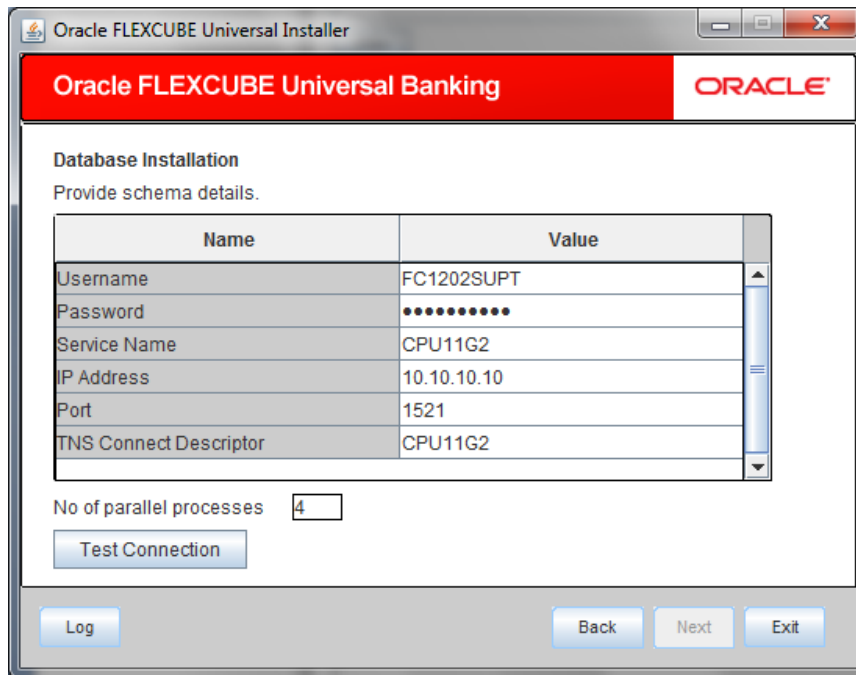 Oracle FLEXCUBE Universal Installer
Oracle FLEXCUBE Universal Banking
ORACLE
Database Installation
Provide schema details.
Name Value
Username FC1202SUPT
Password ••••••••••
Service Name CPU11G2
IP Address 10.10.10.10
Port 1521
TNS Connect Descriptor CPU11G2
No of parallel processes 4
Test Connection
Log Back Next Exit